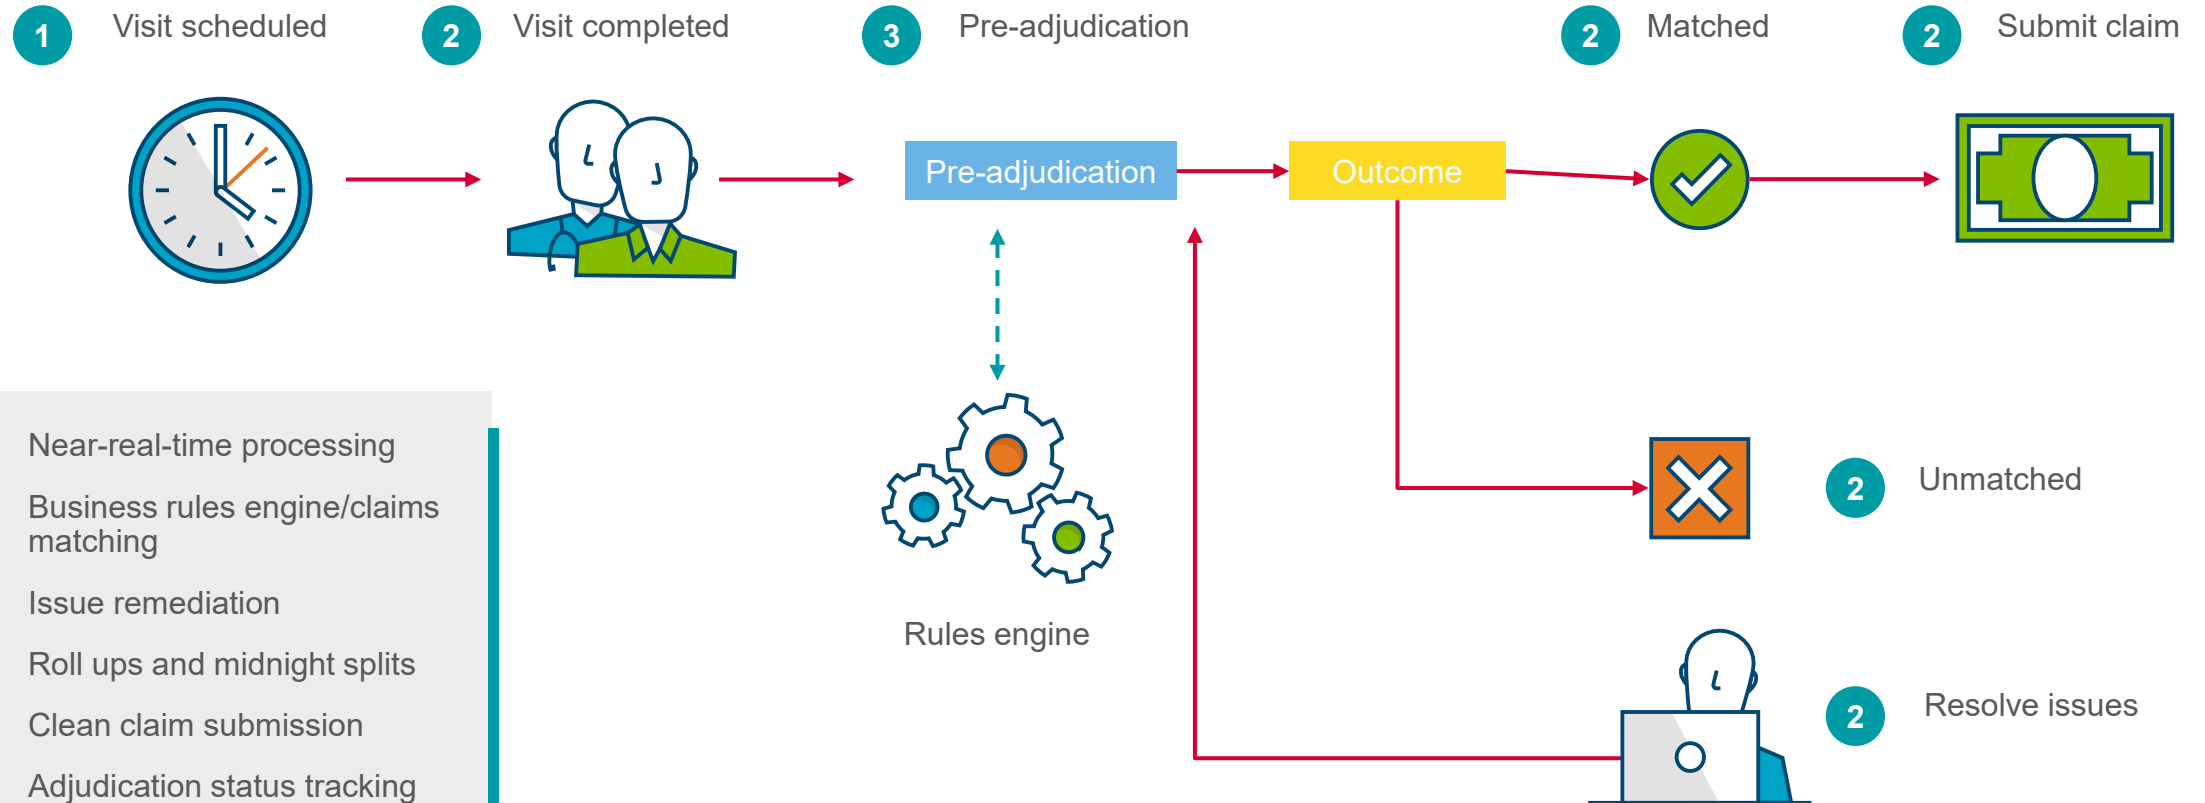 1 Visit scheduled
2 Visit completed
3 Pre-adjudication
2 Matched
2 Submit claim
Pre-adjudication
Outcome
Rules engine
2 Unmatched
2 Resolve issues
Near-real-time processing
Business rules engine/claims
matching
Issue remediation
Roll ups and midnight splits
Clean claim submission
Adjudication status tracking